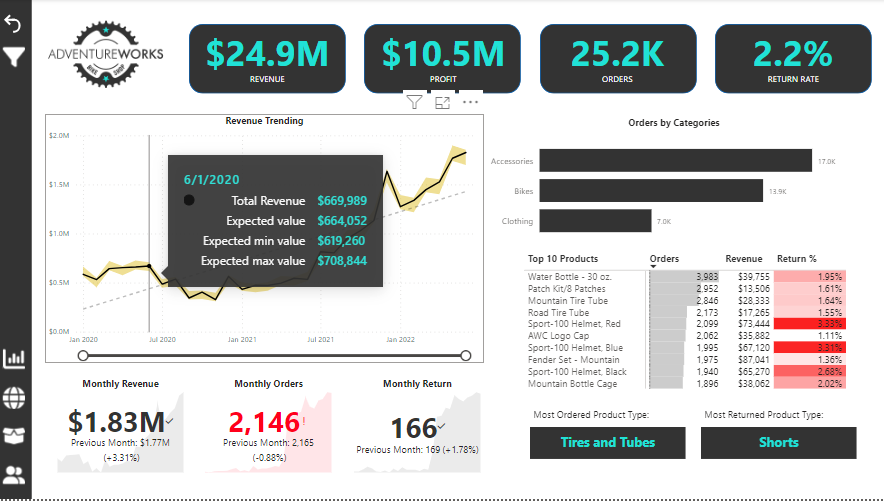 ADVENTUREWORKS
BIKE SHOP
$24.9M
REVENUE
$10.5M
PROFIT
25.2K
ORDERS
2.2%
RETURN RATE
Revenue Trending
$2.0M
$1.5M
$1.0M
$0.5M
$0.0M
Jan 2020
Jul 2020
Jan 2021
Jul 2021
Jan 2022
6/1/2020
Total Revenue $669,989
Expected value $664,052
Expected min value $619,260
Expected max value $708,844
Orders by Categories
Accessories 17.0K
Bikes 13.9K
Clothing 7.0K
Top 10 Products Orders Revenue Return %
Water Bottle - 30 oz. 3,983 $39,755 1.95%
Patch Kit/8 Patches 2,952 $13,506 1.61%
Mountain Tire Tube 2,846 $28,333 1.64%
Road Tire Tube 2,173 $17,265 1.55%
Sport-100 Helmet, Red 2,099 $73,444 3.33%
AWC Logo Cap 2,062 $35,882 1.11%
Sport-100 Helmet, Blue 1,995 $67,120 3.31%
Fender Set - Mountain 1,975 $87,041 1.36%
Sport-100 Helmet, Black 1,940 $65,270 2.68%
Mountain Bottle Cage 1,896 $38,062 2.02%
Monthly Revenue
$1.83M
Previous Month: $1.77M
(+3.31%)
Monthly Orders
2,146!
Previous Month: 2,165
(-0.88%)
Monthly Return
166
Previous Month: 169 (+1.78%)
Most Ordered Product Type:
Tires and Tubes
Most Returned Product Type:
Shorts